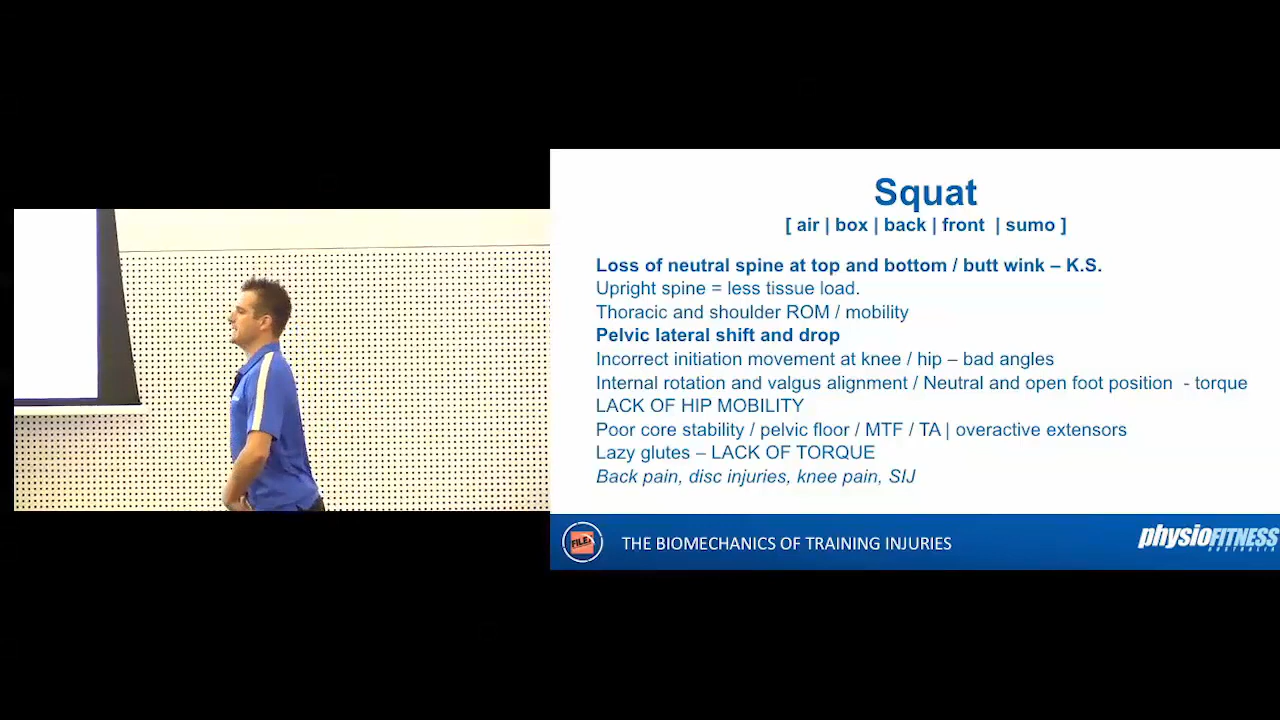 Squat
[ air | box | back | front | sumo ]
Loss of neutral spine at top and bottom / butt wink – K.S.
Upright spine = less tissue load.
Thoracic and shoulder ROM / mobility
Pelvic lateral shift and drop
Incorrect initiation movement at knee / hip – bad angles
Internal rotation and valgus alignment / Neutral and open foot position - torque
LACK OF HIP MOBILITY
Poor core stability / pelvic floor / MTF / TA | overactive extensors
Lazy glutes – LACK OF TORQUE
Back pain, disc injuries, knee pain, SIJ
FILEX
THE BIOMECHANICS OF TRAINING INJURIES
physioFITNESS
AUSTRALIA